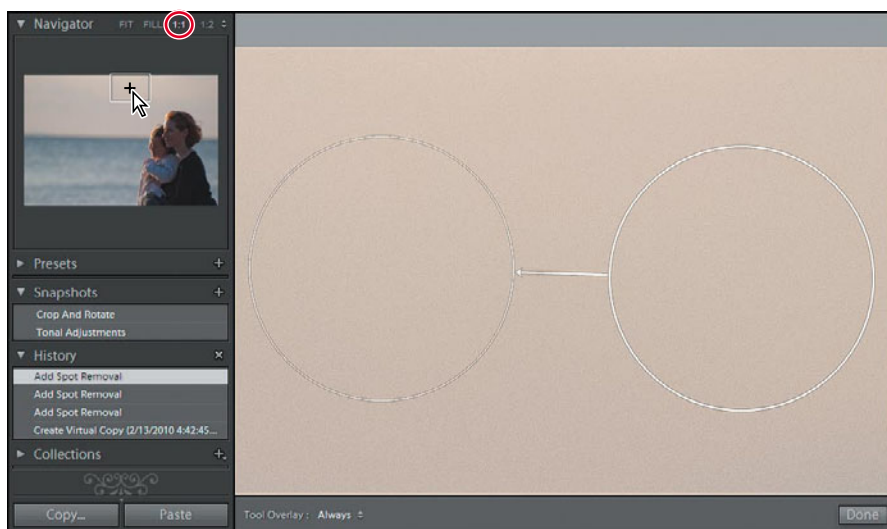 Navigator FIT FILL 1:1 1:2
Presets
Snapshots
Crop And Rotate
Tonal Adjustments
History
Add Spot Removal
Add Spot Removal
Add Spot Removal
Create Virtual Copy (2/13/2010 4:42:45...
Collections
Copy... Paste Tool Overlay : Always Done